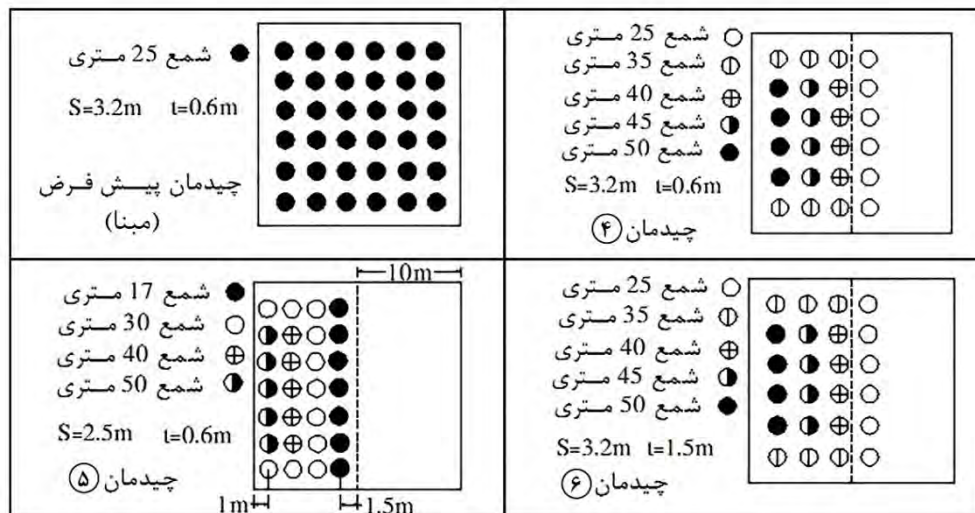 شمع 25 متری
S=3.2m t=0.6m
چیدمان پیش فرض
(مبنا)
شمع 25 متری
شمع 35 متری
شمع 40 متری
شمع 45 متری
شمع 50 متری
S=3.2m t=0.6m
چیدمان ۴
10m
شمع 17 متری
شمع 30 متری
شمع 40 متری
شمع 50 متری
S=2.5m t=0.6m
چیدمان ۵
1m
1.5m
شمع 25 متری
شمع 35 متری
شمع 40 متری
شمع 45 متری
شمع 50 متری
S=3.2m t=1.5m
چیدمان ۶